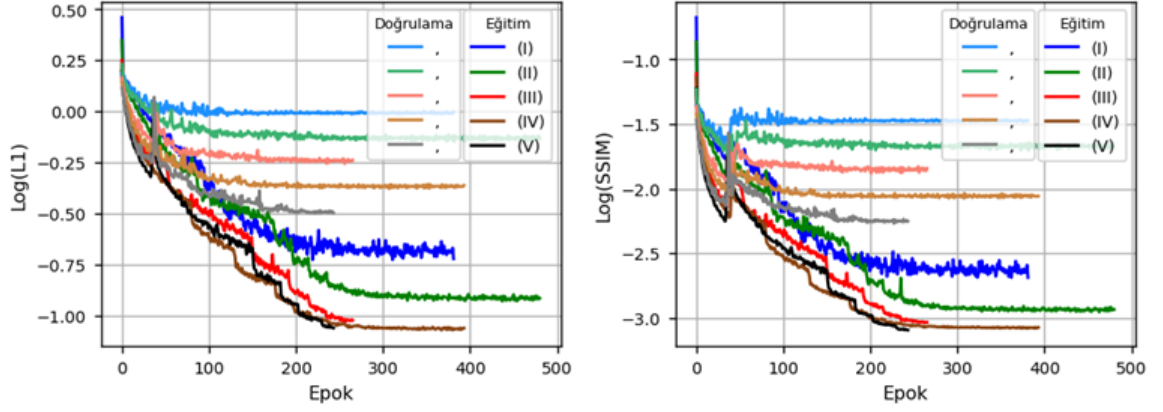 0.50
0.25
0.00
−0.25
−0.50
−0.75
−1.00
Log(L1)
0 100 200 300 400 500
Epok
Doğrulama Eğitim
, (I)
, (II)
, (III)
, (IV)
, (V)
−1.0
−1.5
−2.0
−2.5
−3.0
Log(SSIM)
0 100 200 300 400 500
Epok
Doğrulama Eğitim
, (I)
, (II)
, (III)
, (IV)
, (V)